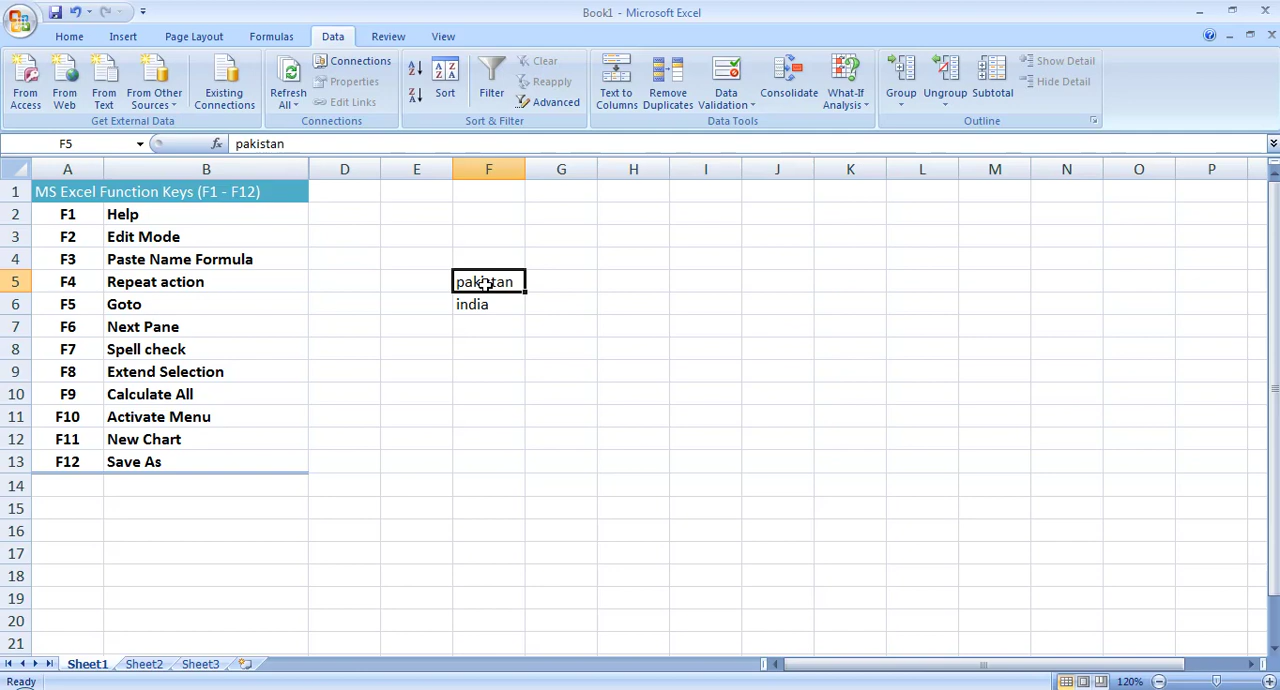 Book1 - Microsoft Excel
Home Insert Page Layout Formulas Data Review View
From Access
From Web
From Text
From Other Sources
Existing Connections
Get External Data
Refresh All
Connections
Properties
Edit Links
Connections
Sort
Filter
Clear
Reapply
Advanced
Sort & Filter
Text to Columns
Remove Duplicates
Data Validation
Consolidate
What-If Analysis
Data Tools
Group
Ungroup
Subtotal
Show Detail
Hide Detail
Outline
F5 fx pakistan
A B D E F G H I J K L M N O P
1 MS Excel Function Keys (F1 - F12)
2 F1 Help
3 F2 Edit Mode
4 F3 Paste Name Formula
5 F4 Repeat action pakistan
6 F5 Goto india
7 F6 Next Pane
8 F7 Spell check
9 F8 Extend Selection
10 F9 Calculate All
11 F10 Activate Menu
12 F11 New Chart
13 F12 Save As
14
15
16
17
18
19
20
21
Sheet1 Sheet2 Sheet3
Ready 120%